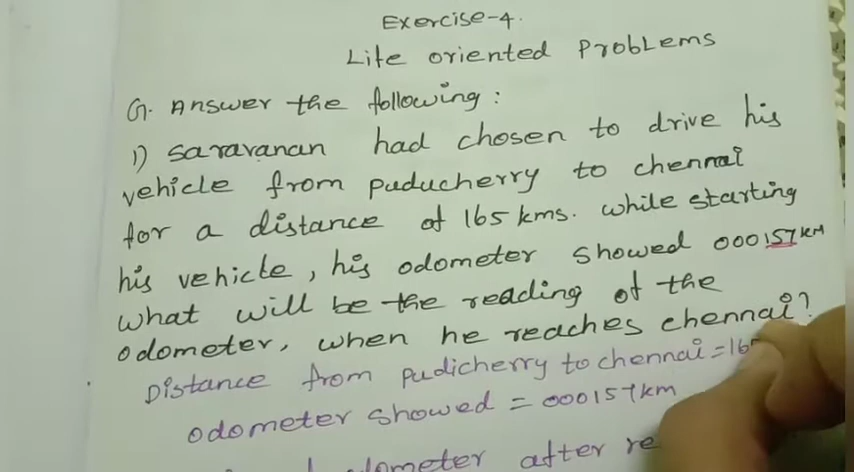 Exercise-4.
Life oriented Problems
G. Answer the following :
1) Saravanan had chosen to drive his
vehicle from puducherry to chennai
for a distance of 165 kms. while starting
his vehicle, his odometer showed 000157KM
what will be the reading of the
odometer, when he reaches chennai?
Distance from pudicherry to chennai = 165
odometer showed = 000157km
after